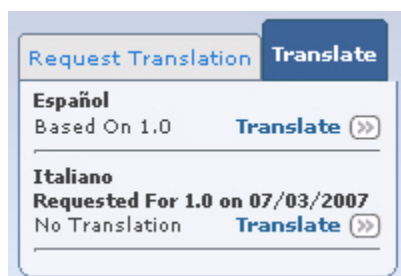 Request Translation Translate
Español
Based On 1.0 Translate
Italiano
Requested For 1.0 on 07/03/2007
No Translation Translate